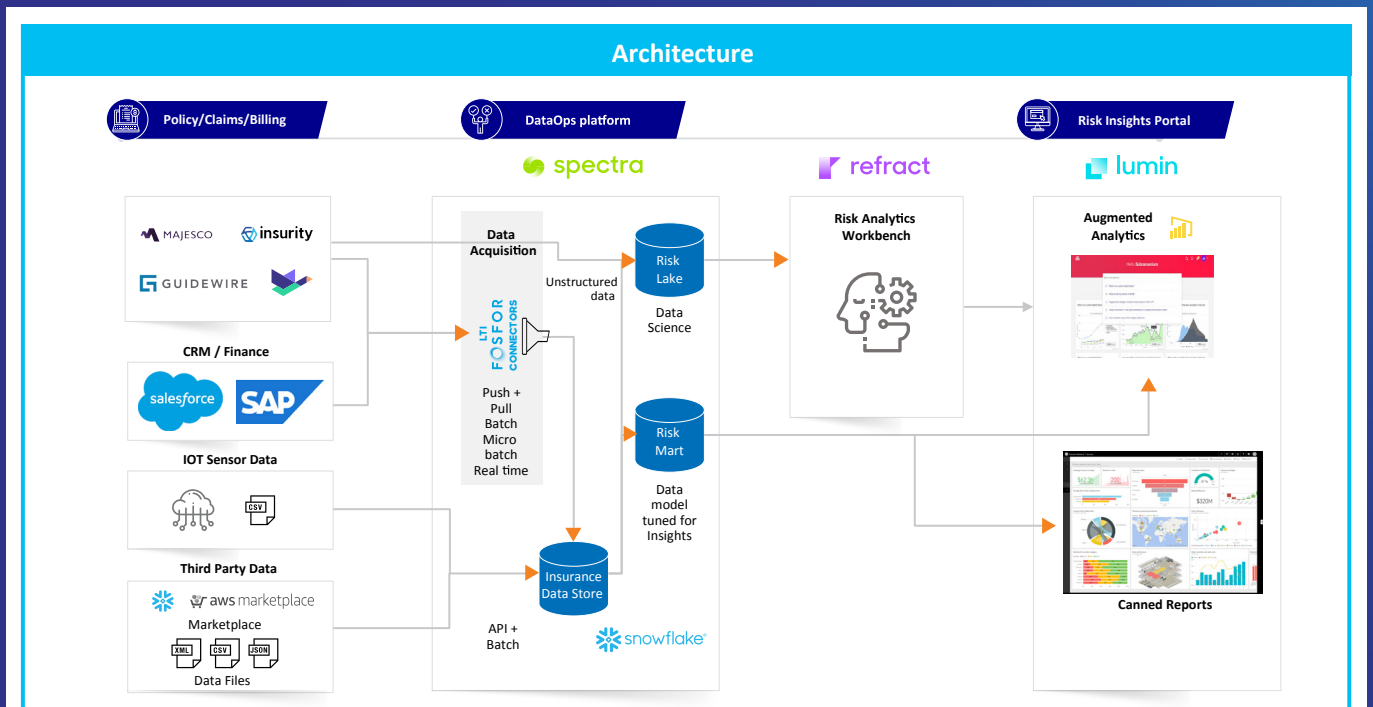 Architecture
Policy/Claims/Billing
DataOps platform
Risk Insights Portal
spectra
refract
lumin
MAJESCO
insurity
GUIDEWIRE
CRM / Finance
salesforce
SAP
IOT Sensor Data
CSV
Third Party Data
aws marketplace
Marketplace
XML
CSV
JSON
Data Files
Data
Acquisition
LTI
FOSFOR
CONNECTORS
Push +
Pull
Batch
Micro
batch
Real time
Unstructured
data
Risk
Lake
Data
Science
Risk
Mart
Data
model
tuned for
Insights
Insurance
Data Store
API +
Batch
snowflake
Risk Analytics
Workbench
Augmented
Analytics
$320M
Canned Reports